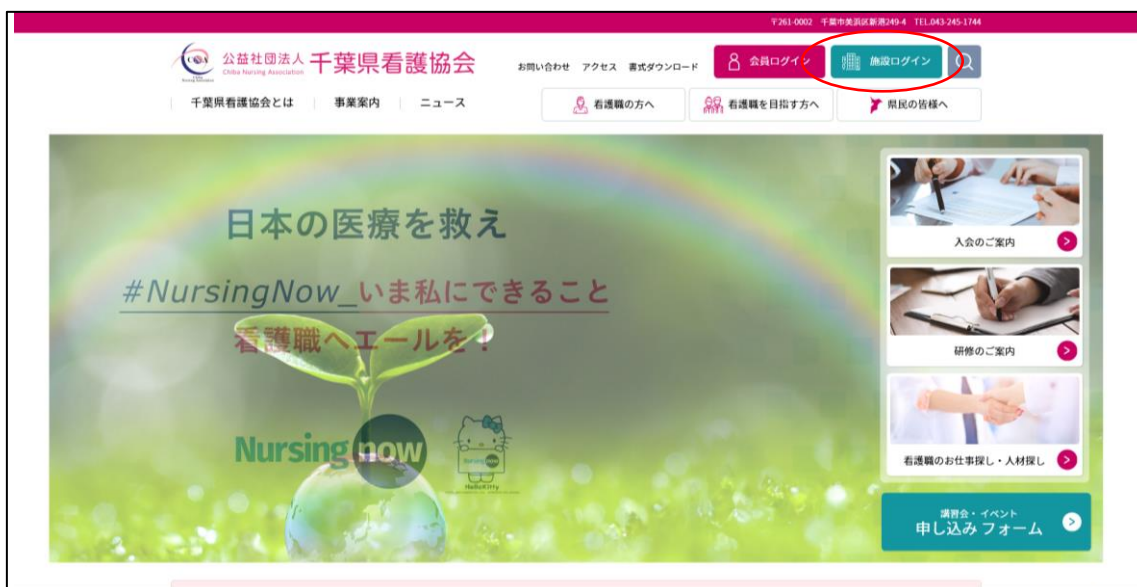 〒261-0002 千葉市美浜区新港249-4 TEL.043-245-1744
公益社団法人 千葉県看護協会
Chiba Nursing Association
お問い合わせ アクセス 書式ダウンロード
会員ログイン
施設ログイン
千葉県看護協会とは 事業案内 ニュース
看護職の方へ
看護職を目指す方へ
県民の皆様へ
日本の医療を救え
#NursingNow_いま私にできること
看護職へエールを!
Nursing now
HelloKitty
入会のご案内
研修のご案内
看護職のお仕事探し・人材探し
講習会・イベント
申し込みフォーム